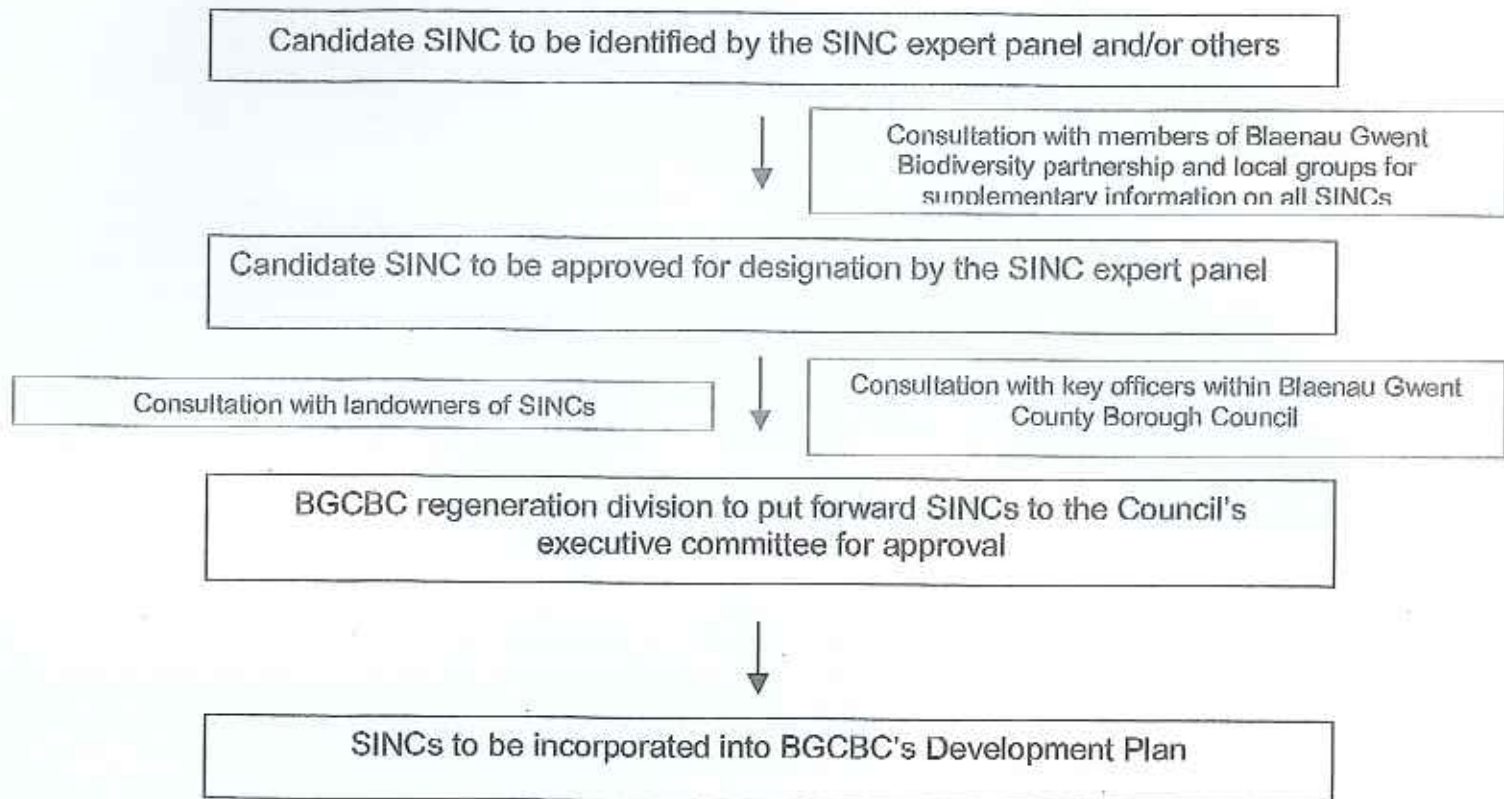 Candidate SINC to be identified by the SINC expert panel and/or others
Consultation with members of Blaenau Gwent
Biodiversity partnership and local groups for
supplementary information on all SINCs
Candidate SINC to be approved for designation by the SINC expert panel
Consultation with landowners of SINCs
Consultation with key officers within Blaenau Gwent
County Borough Council
BGCBC regeneration division to put forward SINCs to the Council's
executive committee for approval
SINCs to be incorporated into BGCBC's Development Plan